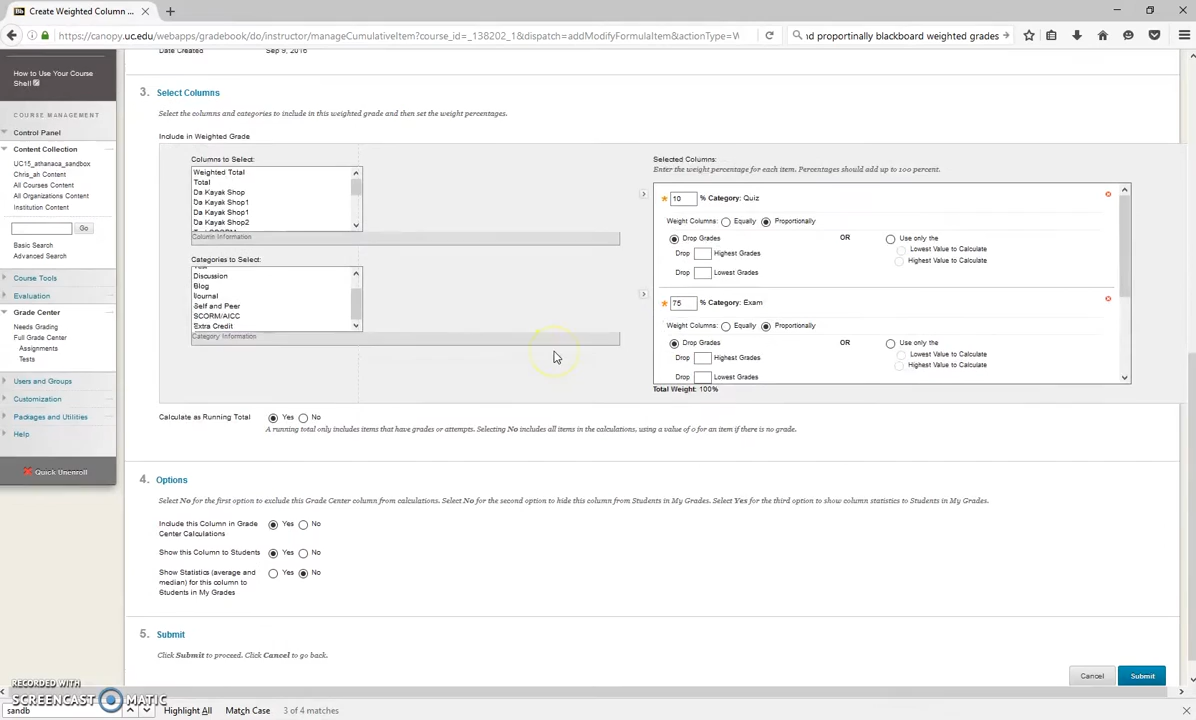 Create Weighted Column ...
https://canopy.uc.edu/webapps/gradebook/do/instructor/manageCumulativeItem?course_id=_138202_1&dispatch=addModifyFormulaItem&actionType=
nd proportinally blackboard weighted grades
Date Created
Sep 9, 2016
How to Use Your Course
Shell
COURSE MANAGEMENT
Control Panel
Content Collection
UC15_athanaca_sandbox
Chris_ah Content
All Courses Content
All Organizations Content
Institution Content
Go
Basic Search
Advanced Search
Course Tools
Evaluation
Grade Center
Needs Grading
Full Grade Center
Assignments
Tests
Users and Groups
Customization
Packages and Utilities
Help
Quick Unenroll
3. Select Columns
Select the columns and categories to include in this weighted grade and then set the weight percentages.
Include in Weighted Grade
Columns to Select:
Weighted Total
Total
Da Kayak Shop
Da Kayak Shop1
Da Kayak Shop1
Da Kayak Shop2
Column Information
Categories to Select:
Discussion
Blog
Journal
Self and Peer
SCORM/AICC
Extra Credit
Category Information
Selected Columns:
Enter the weight percentage for each item. Percentages should add up to 100 percent.
10 % Category: Quiz
Weight Columns: Equally Proportionally
Drop Grades OR Use only the
Drop Highest Grades Lowest Value to Calculate
Drop Lowest Grades Highest Value to Calculate
75 % Category: Exam
Weight Columns: Equally Proportionally
Drop Grades OR Use only the
Drop Highest Grades Lowest Value to Calculate
Drop Lowest Grades Highest Value to Calculate
Total Weight: 100%
Calculate as Running Total Yes No
A running total only includes items that have grades or attempts. Selecting No includes all items in the calculations, using a value of 0 for an item if there is no grade.
4. Options
Select No for the first option to exclude this Grade Center column from calculations. Select No for the second option to hide this column from Students in My Grades. Select Yes for the third option to show column statistics to Students in My Grades.
Include this Column in Grade
Center Calculations
Yes No
Show this Column to Students Yes No
Show Statistics (average and
median) for this column to
Students in My Grades
Yes No
5. Submit
Click Submit to proceed. Click Cancel to go back.
Cancel Submit
RECORDED WITH
SCREENCAST MATIC
sandb
Highlight All Match Case 3 of 4 matches